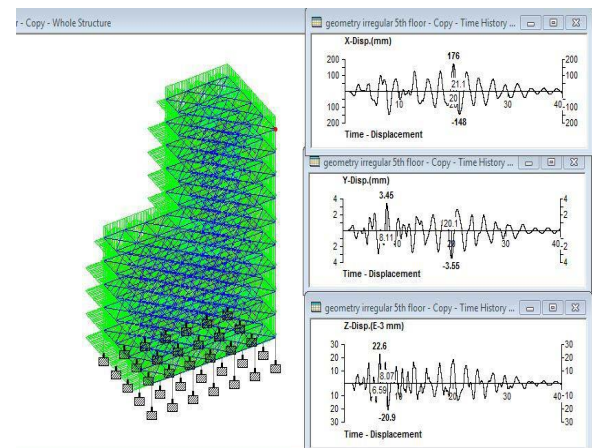 r - Copy - Whole Structure
geometry irregular 5th floor - Copy - Time History ...
X-Disp.(mm)
176
200 200
100 100
21.1
10 20 30 40
100 100
200 200
-148
Time - Displacement
geometry irregular 5th floor - Copy - Time History ...
Y-Disp.(mm)
3.45
4 4
2 2
20.1
8.11 10 20 30 40
2 2
4 4
-3.55
Time - Displacement
geometry irregular 5th floor - Copy - Time History ...
Z-Disp.(E-3 mm)
22.6
30 30
20 20
10 10
8.07
6.59 10 20 30 40
10 10
20 20
30 30
-20.9
Time - Displacement